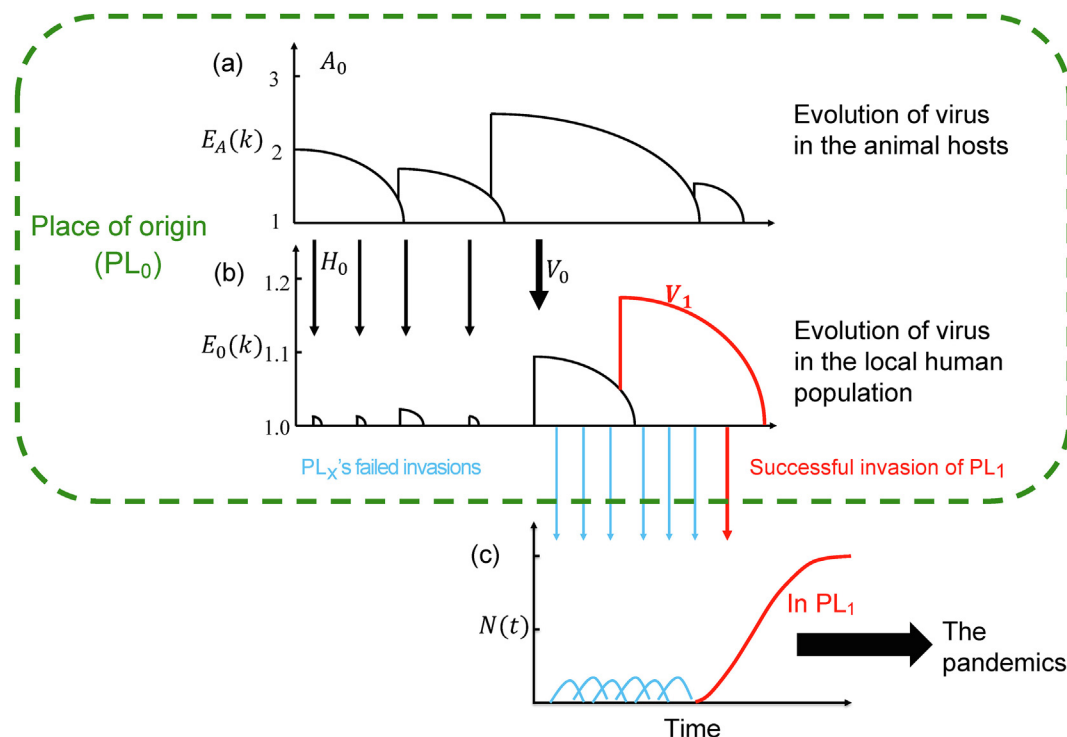 (a)
A₀
3
E_A(k)
2
1
Evolution of virus
in the animal hosts
Place of origin
(PL₀)
(b)
H₀
V₀
1.2
V₁
E₀(k)
1.1
1.0
Evolution of virus
in the local human
population
PLₓ's failed invasions
Successful invasion of PL₁
(c)
N(t)
In PL₁
The
pandemics
Time